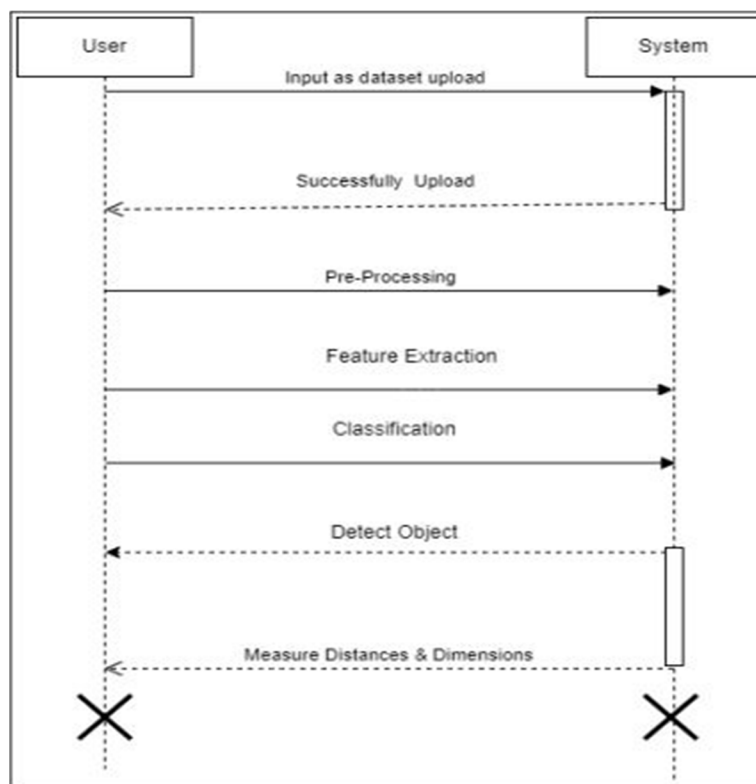 User
System
Input as dataset upload
Successfully Upload
Pre-Processing
Feature Extraction
Classification
Detect Object
Measure Distances & Dimensions